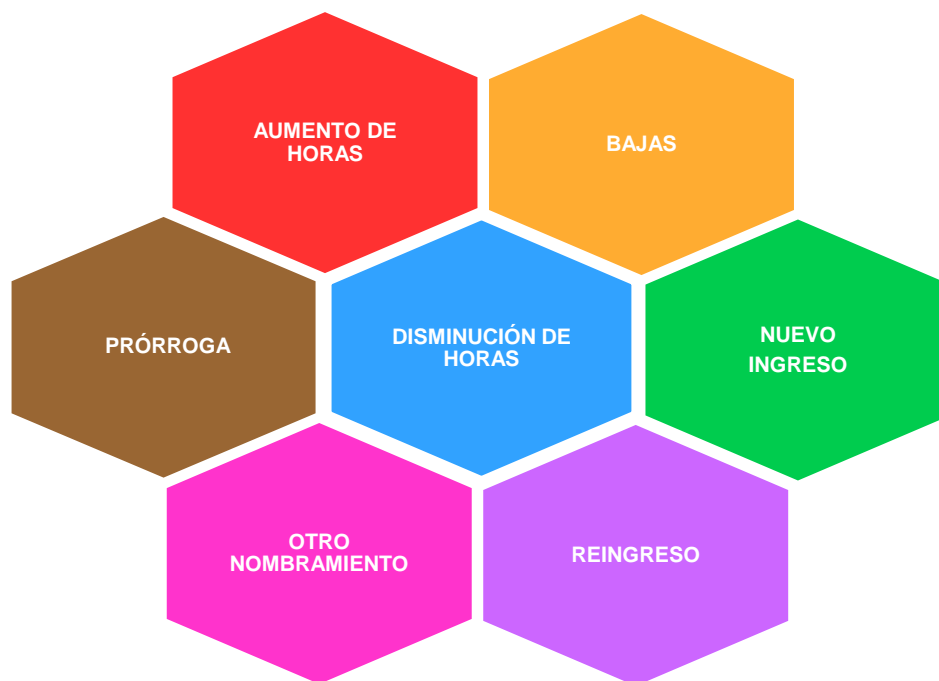 AUMENTO DE
HORAS
BAJAS
PRÓRROGA
DISMINUCIÓN DE
HORAS
NUEVO
INGRESO
OTRO
NOMBRAMIENTO
REINGRESO